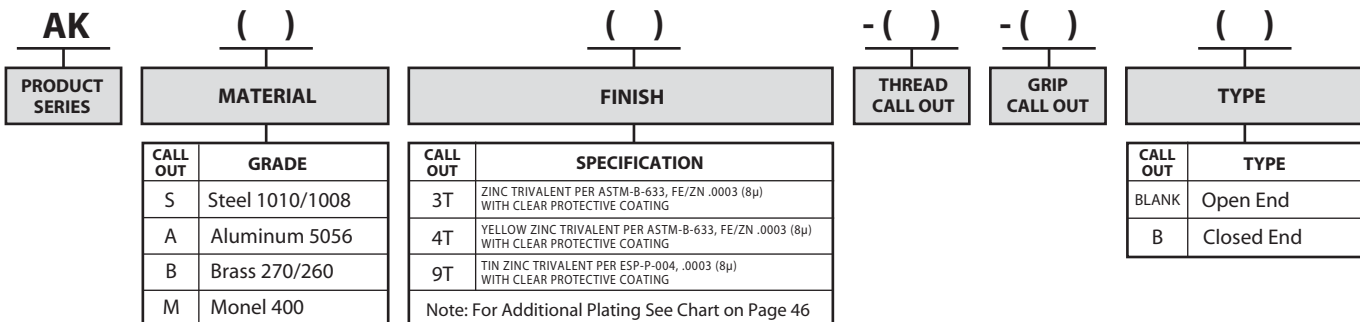 AK ( ) ( ) - ( ) - ( ) ( )
PRODUCT SERIES
MATERIAL
FINISH
THREAD CALL OUT
GRIP CALL OUT
TYPE
CALL OUT GRADE
S Steel 1010/1008
A Aluminum 5056
B Brass 270/260
M Monel 400
CALL OUT SPECIFICATION
3T ZINC TRIVALENT PER ASTM-B-633, FE/ZN .0003 (8µ)
WITH CLEAR PROTECTIVE COATING
4T YELLOW ZINC TRIVALENT PER ASTM-B-633, FE/ZN .0003 (8µ)
WITH CLEAR PROTECTIVE COATING
9T TIN ZINC TRIVALENT PER ESP-P-004, .0003 (8µ)
WITH CLEAR PROTECTIVE COATING
Note: For Additional Plating See Chart on Page 46
CALL OUT TYPE
BLANK Open End
B Closed End